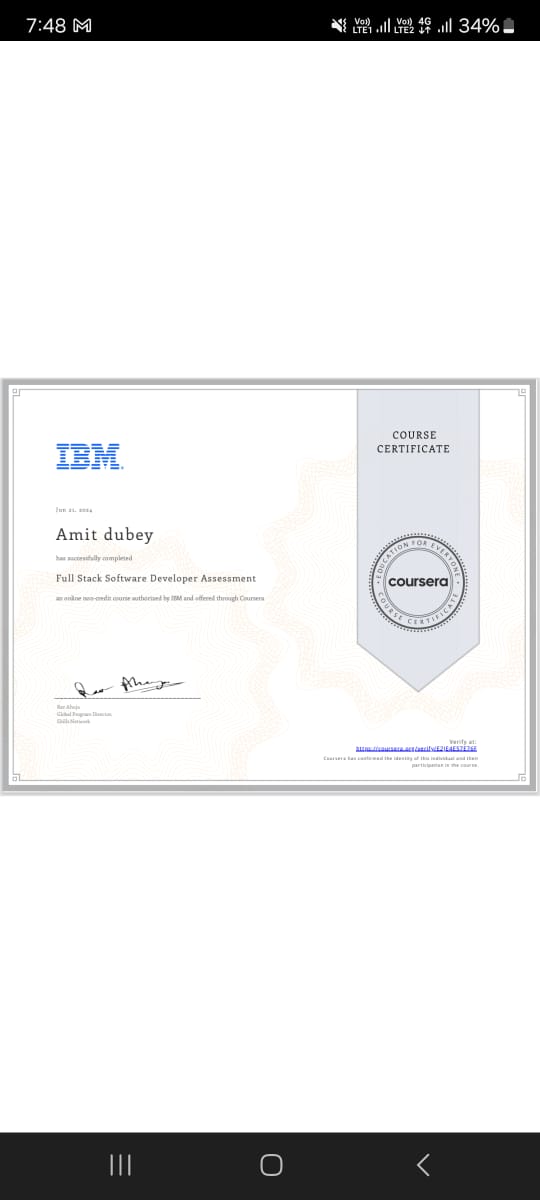 7:48
Vo)) LTE1 Vo)) LTE2 4G 34%
COURSE
CERTIFICATE
IBM
Jun 21, 2024
Amit dubey
has successfully completed
Full Stack Software Developer Assessment
an online non-credit course authorized by IBM and offered through Coursera
EDUCATION FOR EVERYONE
coursera
COURSE CERTIFICATE
Rav Ahuja
Global Program Director,
Skills Network
Verify at:
https://coursera.org/verify/
Coursera has confirmed the identity of this individual and their
participation in the course.